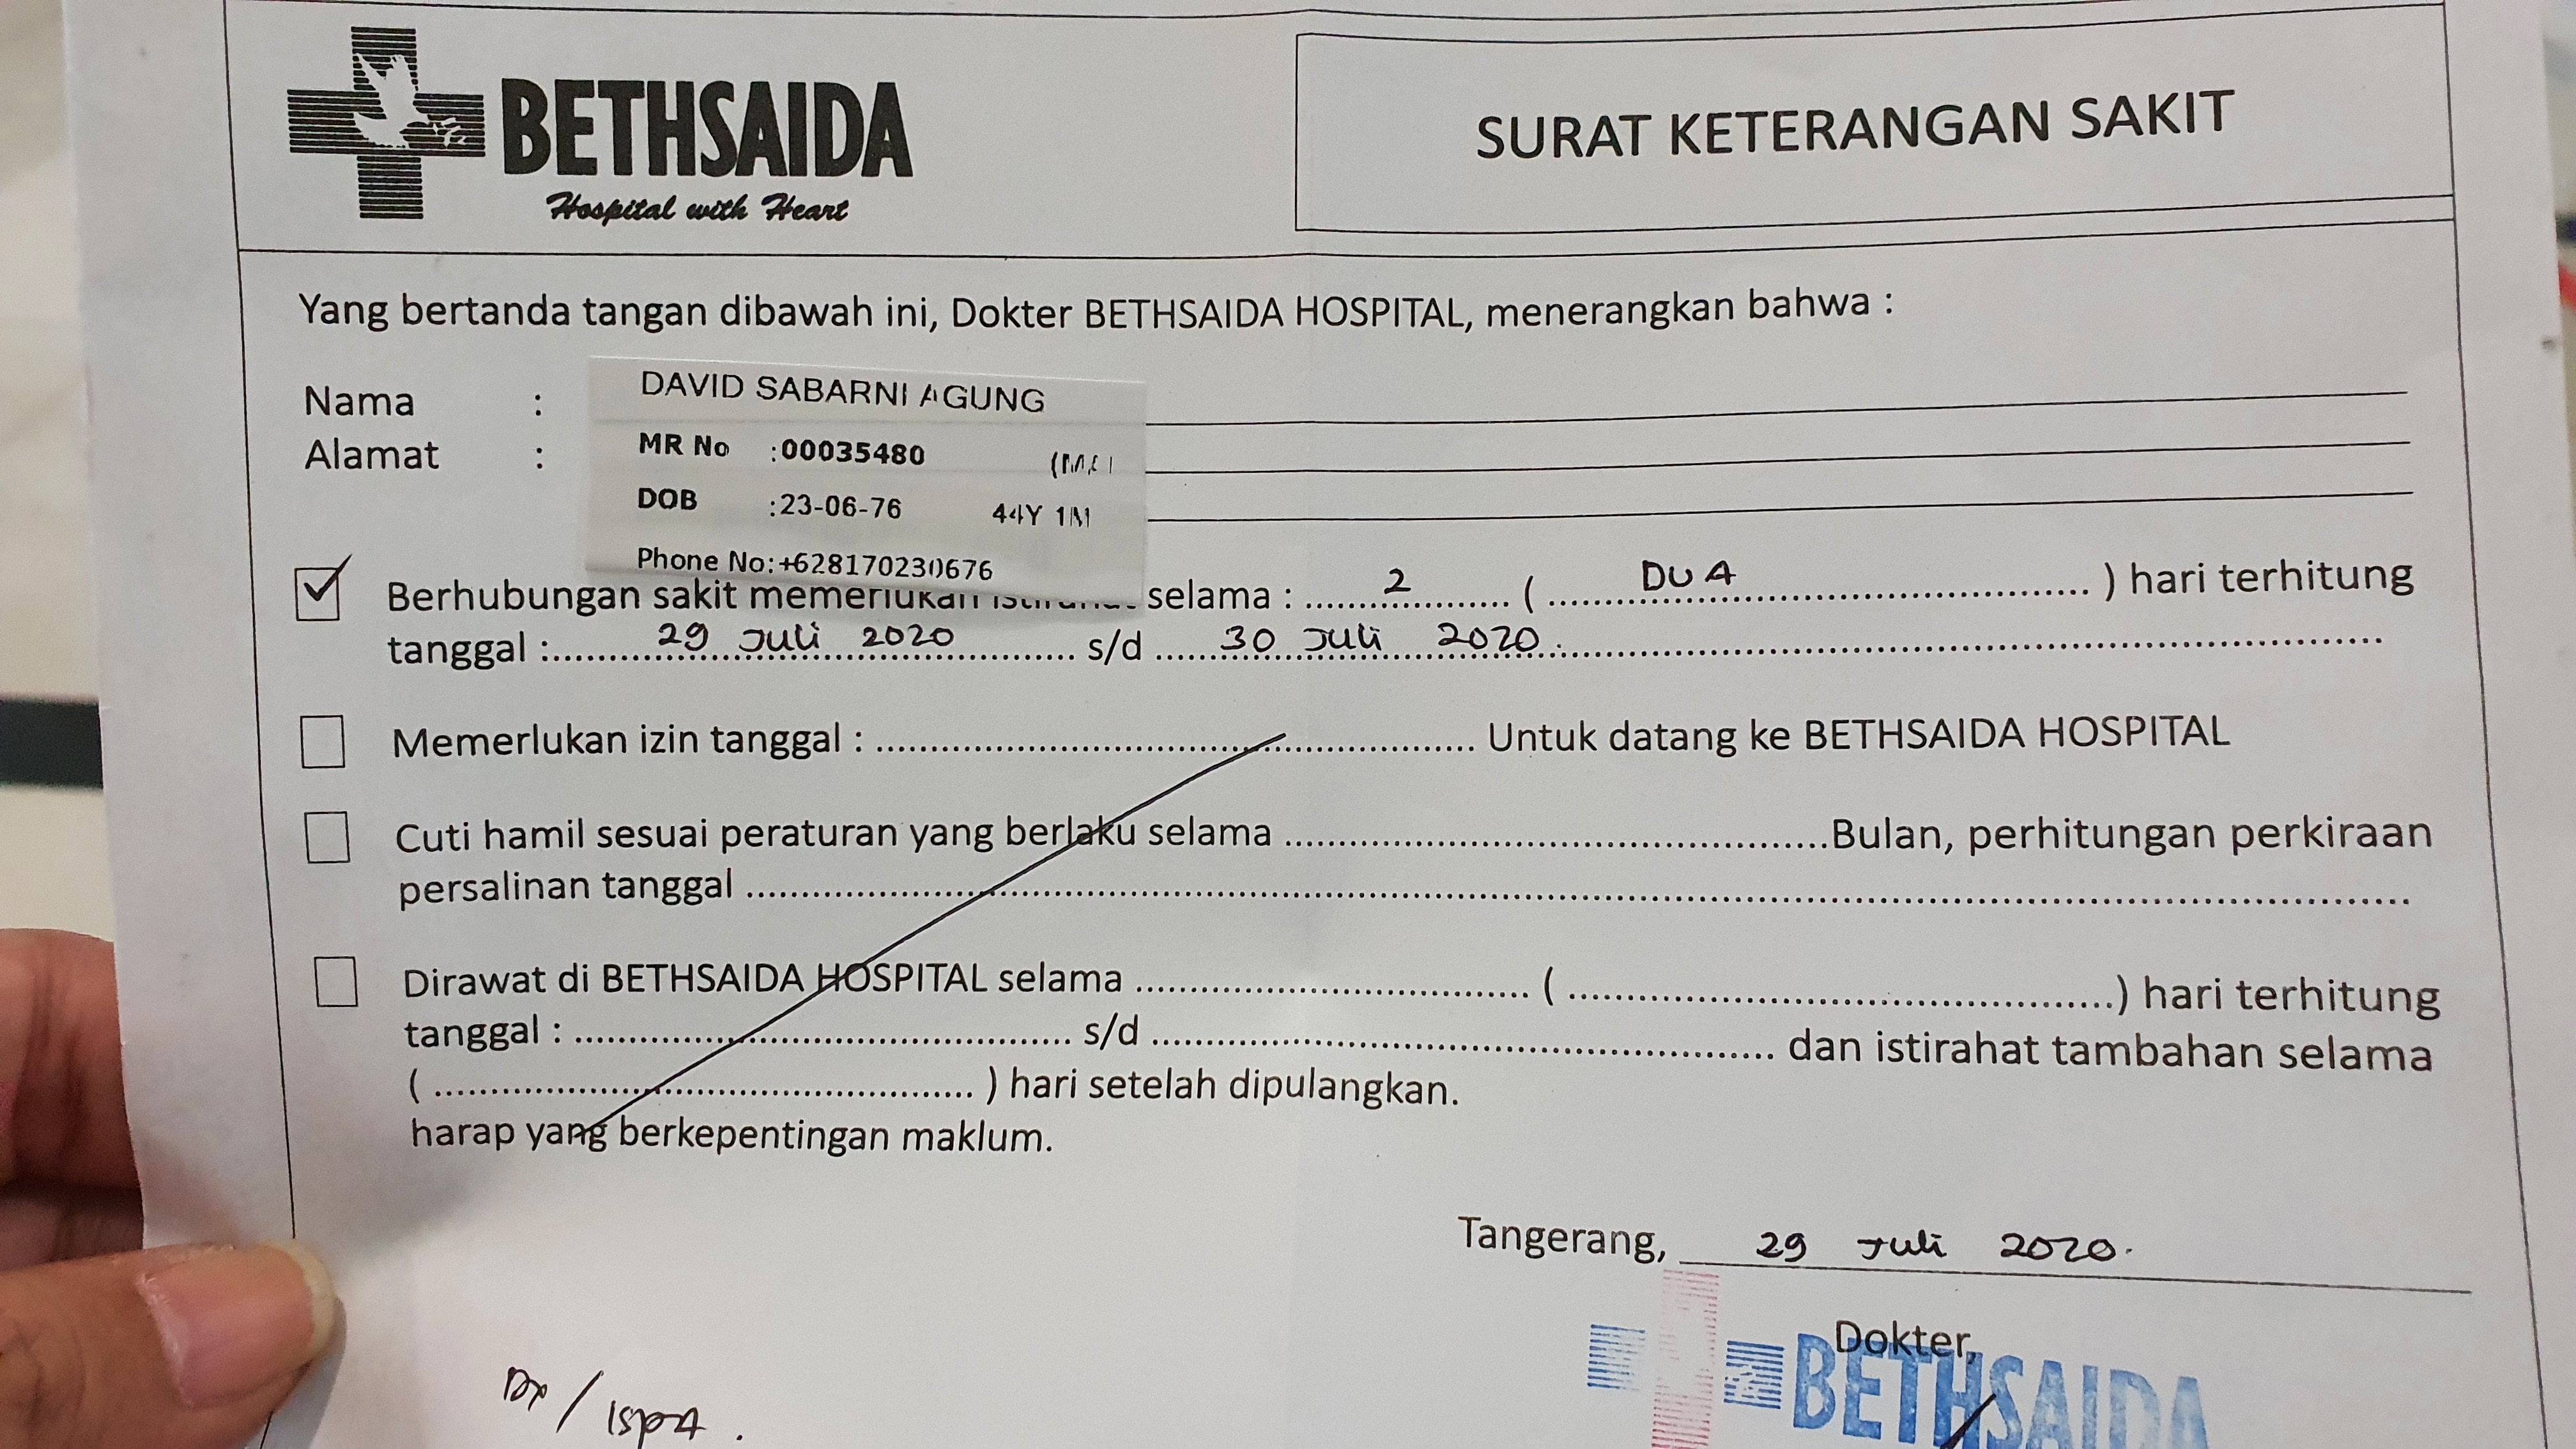 BETHSAIDA
Hospital with Heart
SURAT KETERANGAN SAKIT
Yang bertanda tangan dibawah ini, Dokter BETHSAIDA HOSPITAL, menerangkan bahwa :
Nama :
Alamat :
DAVID SABARNI AGUNG
MR No :00035480
DOB :23-06-76 44Y 1M
Phone No:+628170230676
Berhubungan sakit memerlukan istirahat selama : 2 ( DUA ) hari terhitung
tanggal : 29 Juli 2020 s/d 30 Juli 2020.
Memerlukan izin tanggal : Untuk datang ke BETHSAIDA HOSPITAL
Cuti hamil sesuai peraturan yang berlaku selama Bulan, perhitungan perkiraan
persalinan tanggal
Dirawat di BETHSAIDA HOSPITAL selama ( ) hari terhitung
tanggal : s/d dan istirahat tambahan selama
( ) hari setelah dipulangkan.
harap yang berkepentingan maklum.
Tangerang, 29 Juli 2020.
Dokter,
BETHSAIDA
Dx / ISPA.